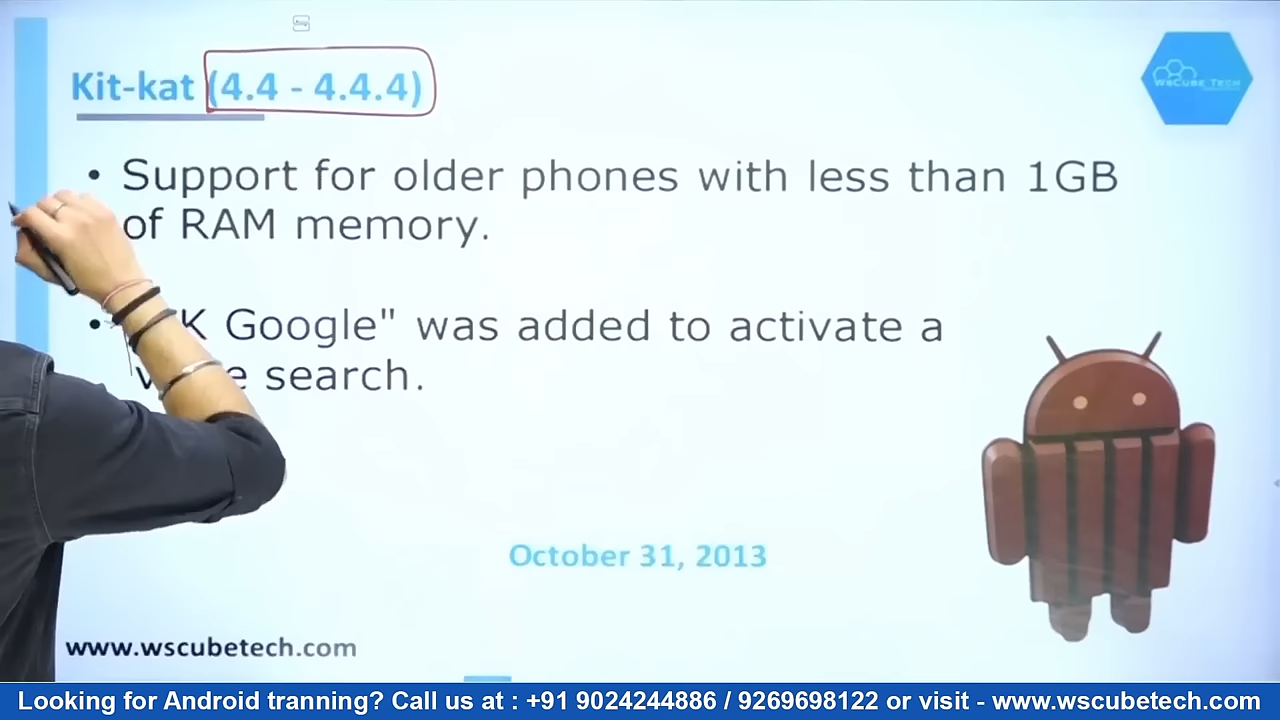 Kit-kat (4.4 - 4.4.4)
WsCube Tech
• Support for older phones with less than 1GB
of RAM memory.
• K Google" was added to activate a
search.
October 31, 2013
www.wscubetech.com
Looking for Android tranning? Call us at : +91 9024244886 / 9269698122 or visit - www.wscubetech.com